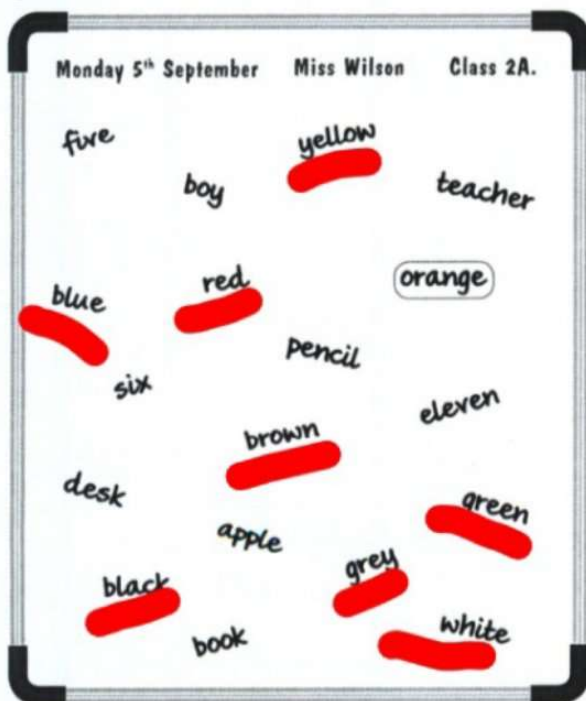 Monday 5th September Miss Wilson Class 2A.
five
yellow
boy
teacher
red
orange
blue
pencil
six
eleven
brown
desk
green
apple
grey
black
white
book